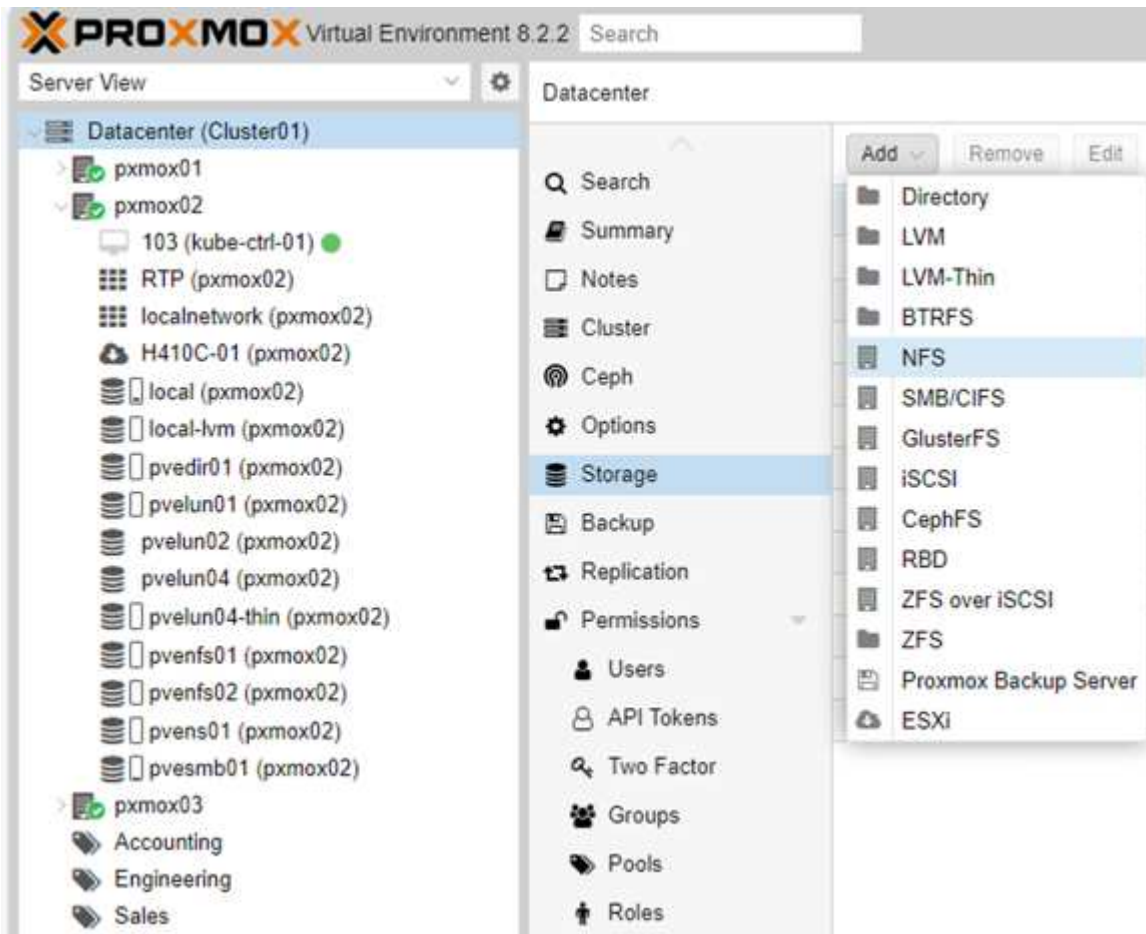 PROXMOX Virtual Environment 8.2.2 Search
Server View
Datacenter (Cluster01)
pxmox01
pxmox02
103 (kube-ctrl-01)
RTP (pxmox02)
localnetwork (pxmox02)
H410C-01 (pxmox02)
local (pxmox02)
local-lvm (pxmox02)
pvedir01 (pxmox02)
pvelun01 (pxmox02)
pvelun02 (pxmox02)
pvelun04 (pxmox02)
pvelun04-thin (pxmox02)
pvenfs01 (pxmox02)
pvenfs02 (pxmox02)
pvens01 (pxmox02)
pvesmb01 (pxmox02)
pxmox03
Accounting
Engineering
Sales
Datacenter
Search
Summary
Notes
Cluster
Ceph
Options
Storage
Backup
Replication
Permissions
Users
API Tokens
Two Factor
Groups
Pools
Roles
Add Remove Edit
Directory
LVM
LVM-Thin
BTRFS
NFS
SMB/CIFS
GlusterFS
iSCSI
CephFS
RBD
ZFS over iSCSI
ZFS
Proxmox Backup Server
ESXi